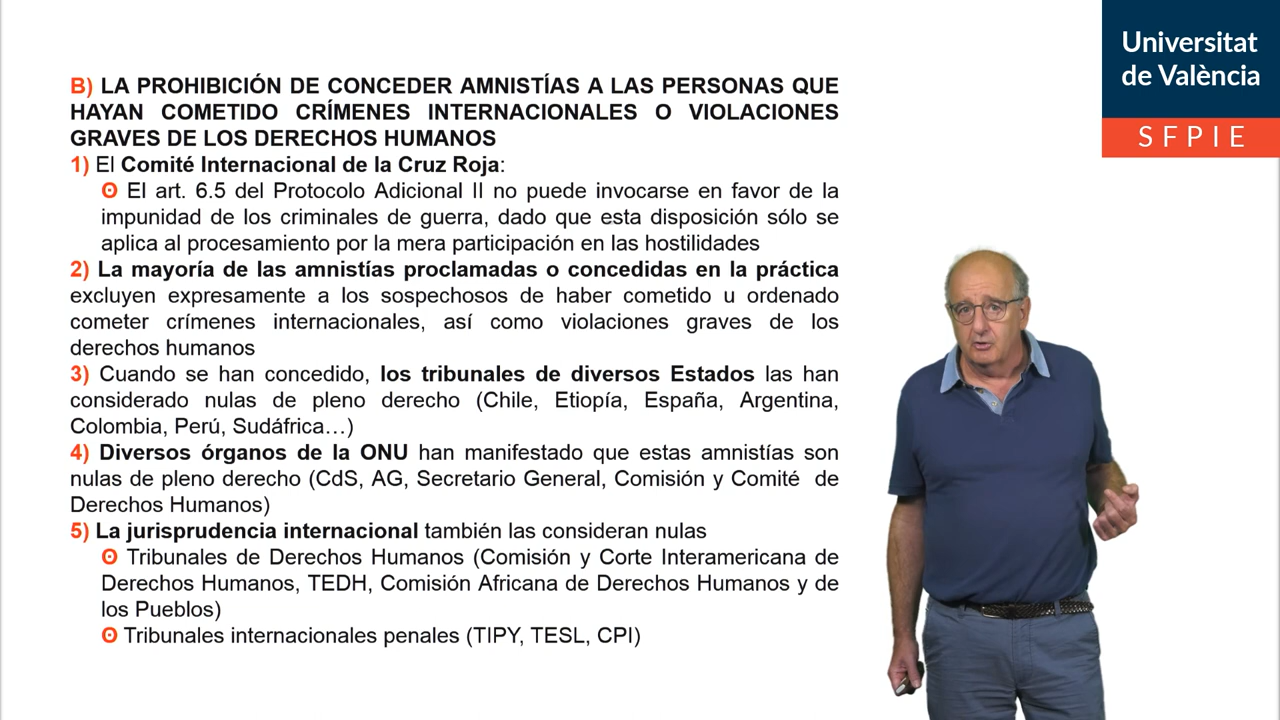 B) LA PROHIBICIÓN DE CONCEDER AMNISTÍAS A LAS PERSONAS QUE
HAYAN COMETIDO CRÍMENES INTERNACIONALES O VIOLACIONES
GRAVES DE LOS DERECHOS HUMANOS
1) El Comité Internacional de la Cruz Roja:
ʘ El art. 6.5 del Protocolo Adicional II no puede invocarse en favor de la
impunidad de los criminales de guerra, dado que esta disposición sólo se
aplica al procesamiento por la mera participación en las hostilidades
2) La mayoría de las amnistías proclamadas o concedidas en la práctica
excluyen expresamente a los sospechosos de haber cometido u ordenado
cometer crímenes internacionales, así como violaciones graves de los
derechos humanos
3) Cuando se han concedido, los tribunales de diversos Estados las han
considerado nulas de pleno derecho (Chile, Etiopía, España, Argentina,
Colombia, Perú, Sudáfrica…)
4) Diversos órganos de la ONU han manifestado que estas amnistías son
nulas de pleno derecho (CdS, AG, Secretario General, Comisión y Comité de
Derechos Humanos)
5) La jurisprudencia internacional también las consideran nulas
ʘ Tribunales de Derechos Humanos (Comisión y Corte Interamericana de
Derechos Humanos, TEDH, Comisión Africana de Derechos Humanos y de
los Pueblos)
ʘ Tribunales internacionales penales (TIPY, TESL, CPI)
Universitat
de València
SFPIE